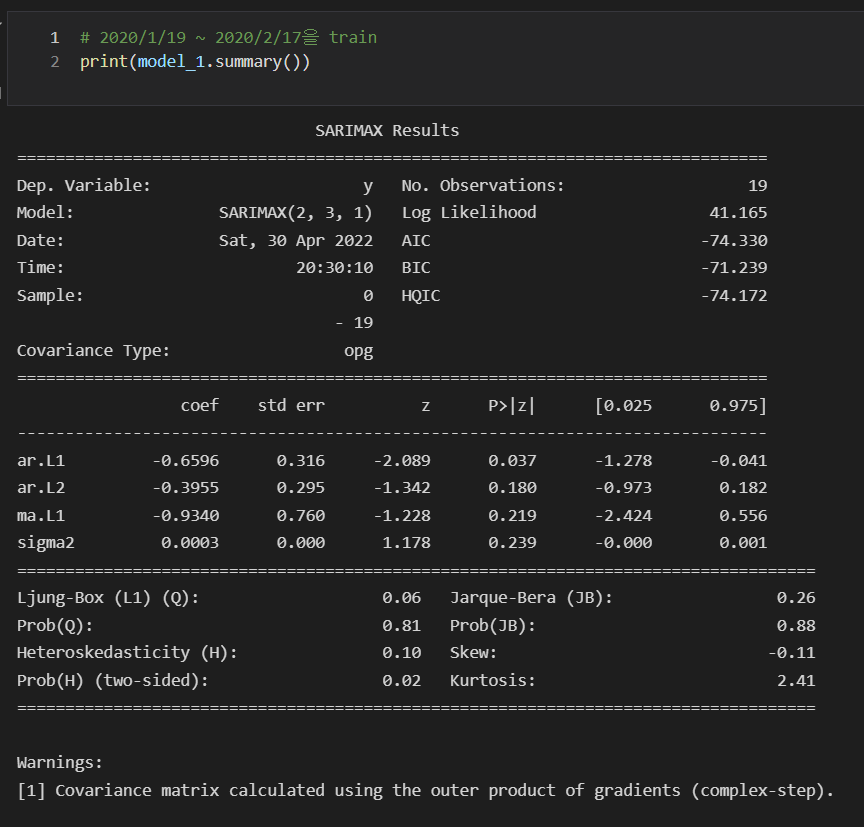 1 # 2020/1/19 ~ 2020/2/17을 train
2 print(model_1.summary())
SARIMAX Results
==============================================================================
Dep. Variable: y No. Observations: 19
Model: SARIMAX(2, 3, 1) Log Likelihood 41.165
Date: Sat, 30 Apr 2022 AIC -74.330
Time: 20:30:10 BIC -71.239
Sample: 0 HQIC -74.172
- 19
Covariance Type: opg
==============================================================================
coef std err z P>|z| [0.025 0.975]
------------------------------------------------------------------------------
ar.L1 -0.6596 0.316 -2.089 0.037 -1.278 -0.041
ar.L2 -0.3955 0.295 -1.342 0.180 -0.973 0.182
ma.L1 -0.9340 0.760 -1.228 0.219 -2.424 0.556
sigma2 0.0003 0.000 1.178 0.239 -0.000 0.001
===================================================================================
Ljung-Box (L1) (Q): 0.06 Jarque-Bera (JB): 0.26
Prob(Q): 0.81 Prob(JB): 0.88
Heteroskedasticity (H): 0.10 Skew: -0.11
Prob(H) (two-sided): 0.02 Kurtosis: 2.41
===================================================================================
Warnings:
[1] Covariance matrix calculated using the outer product of gradients (complex-step).